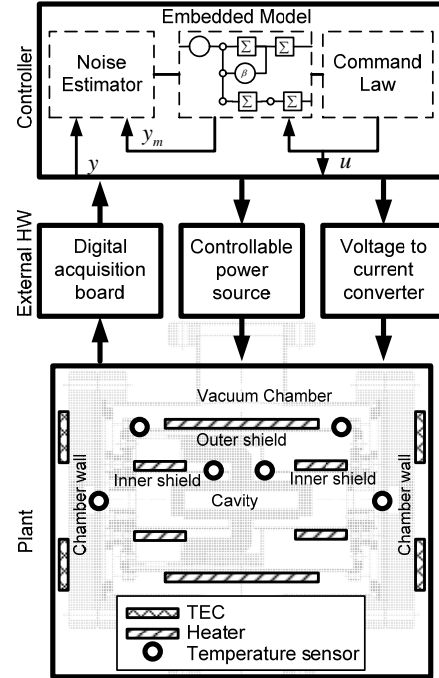 Embedded Model
Controller
Noise
Estimator
Σ
Σ
β
Σ
Σ
Command
Law
y
y_m
u
External HW
Digital
acquisition
board
Controllable
power
source
Voltage to
current
converter
Plant
Vacuum Chamber
Outer shield
Inner shield
Inner shield
Cavity
Chamber wall
Chamber wall
TEC
Heater
Temperature sensor